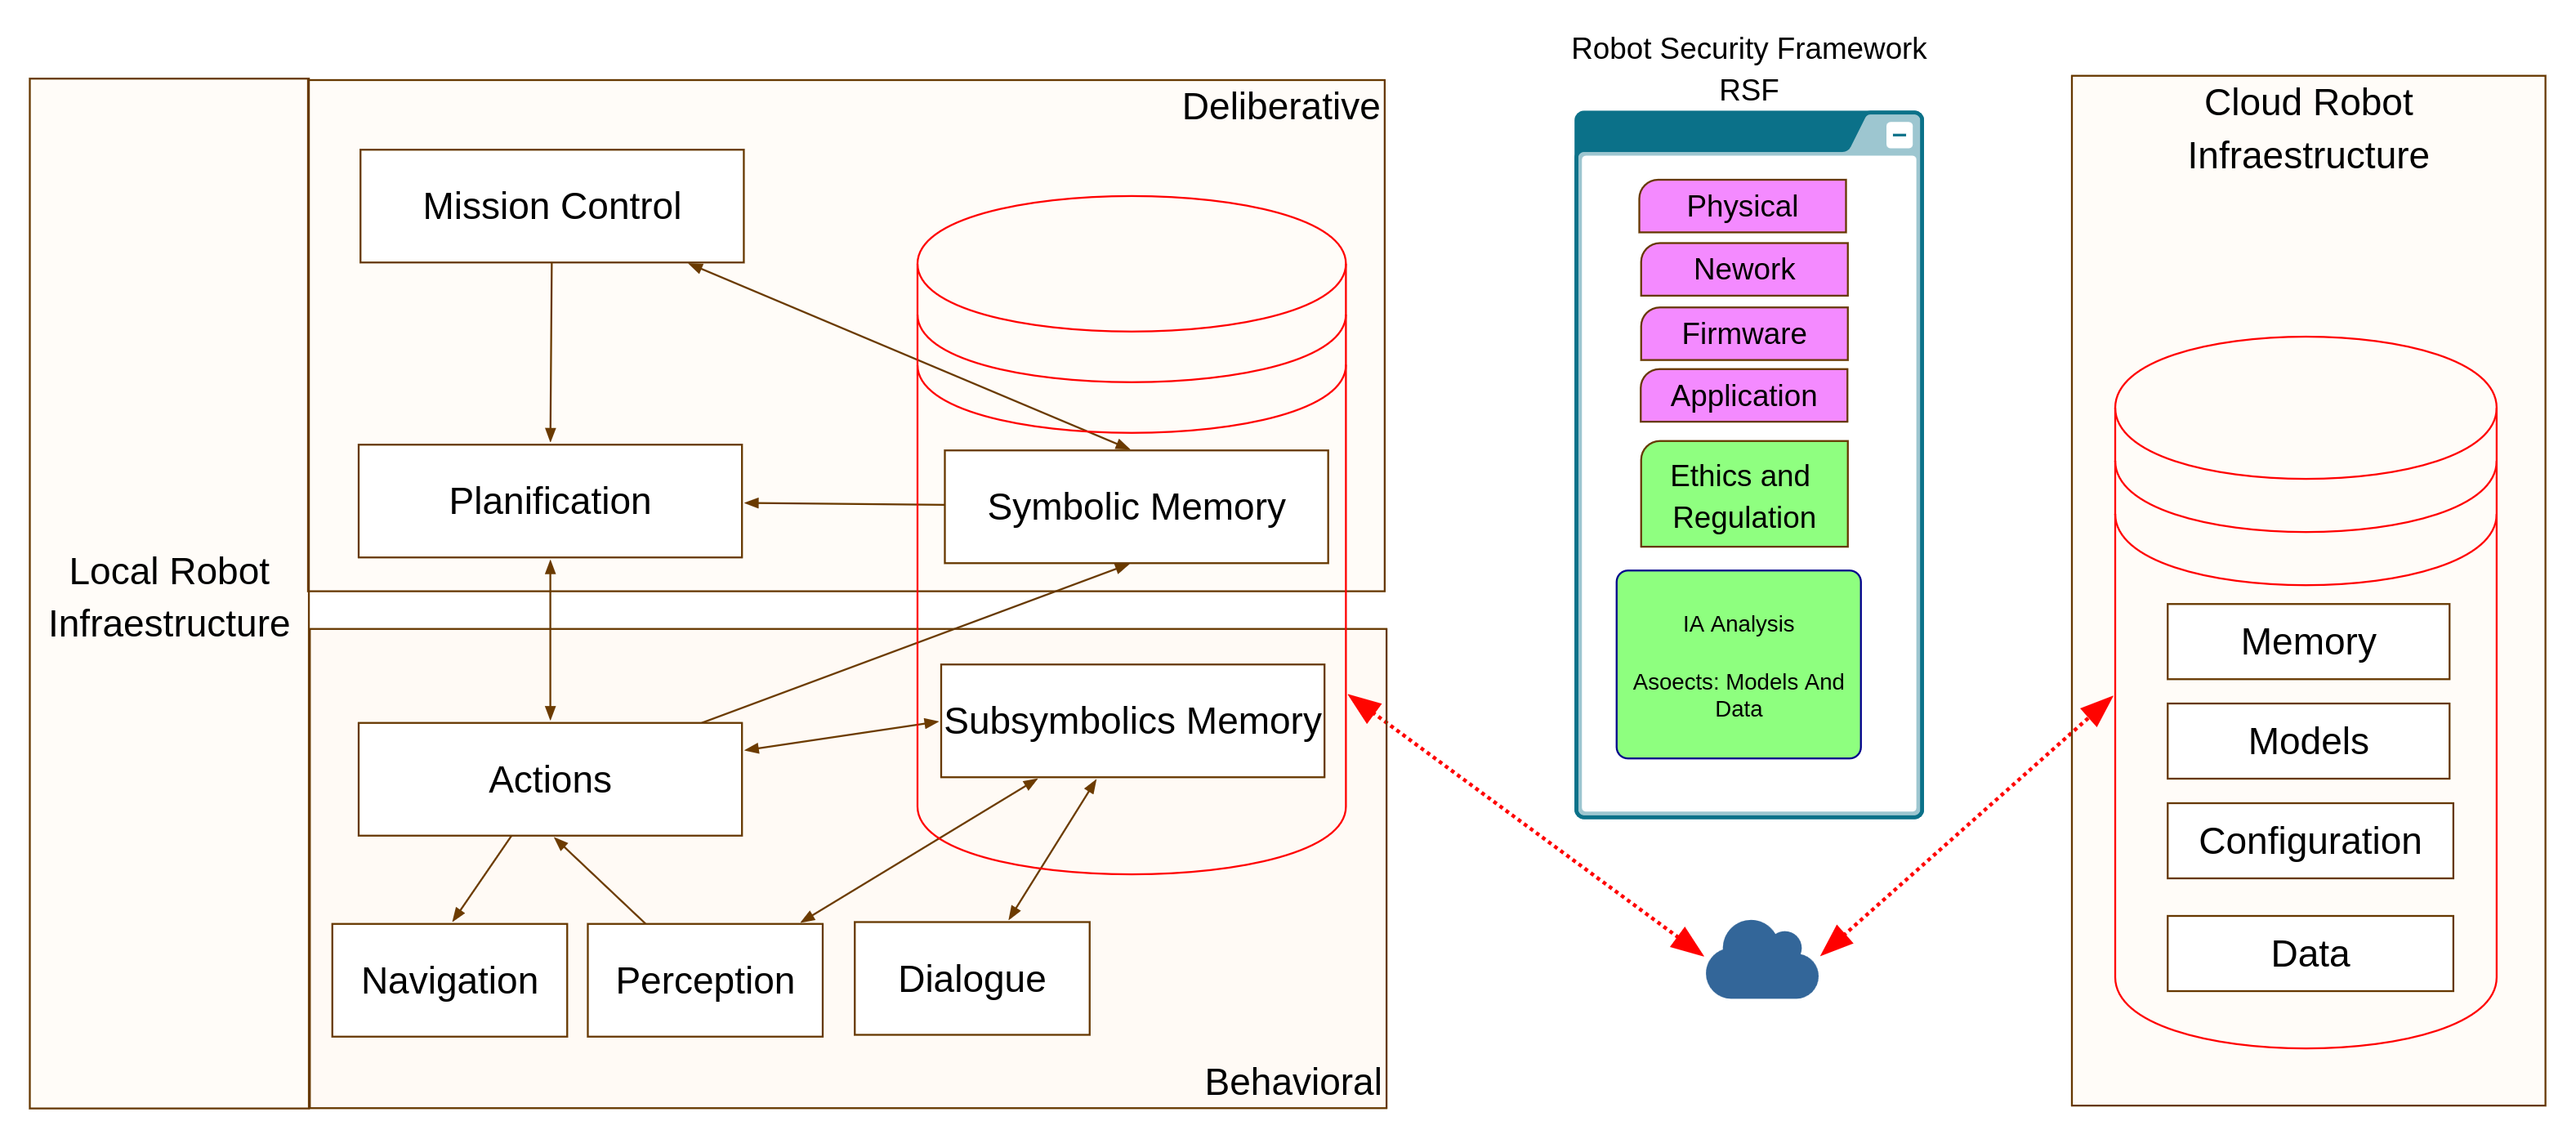 Local Robot
Infraestructure
Deliberative
Mission Control
Planification
Symbolic Memory
Subsymbolics Memory
Actions
Navigation
Perception
Dialogue
Behavioral
Robot Security Framework
RSF
Physical
Nework
Firmware
Application
Ethics and
Regulation
IA Analysis
Asoects: Models And
Data
Cloud Robot
Infraestructure
Memory
Models
Configuration
Data